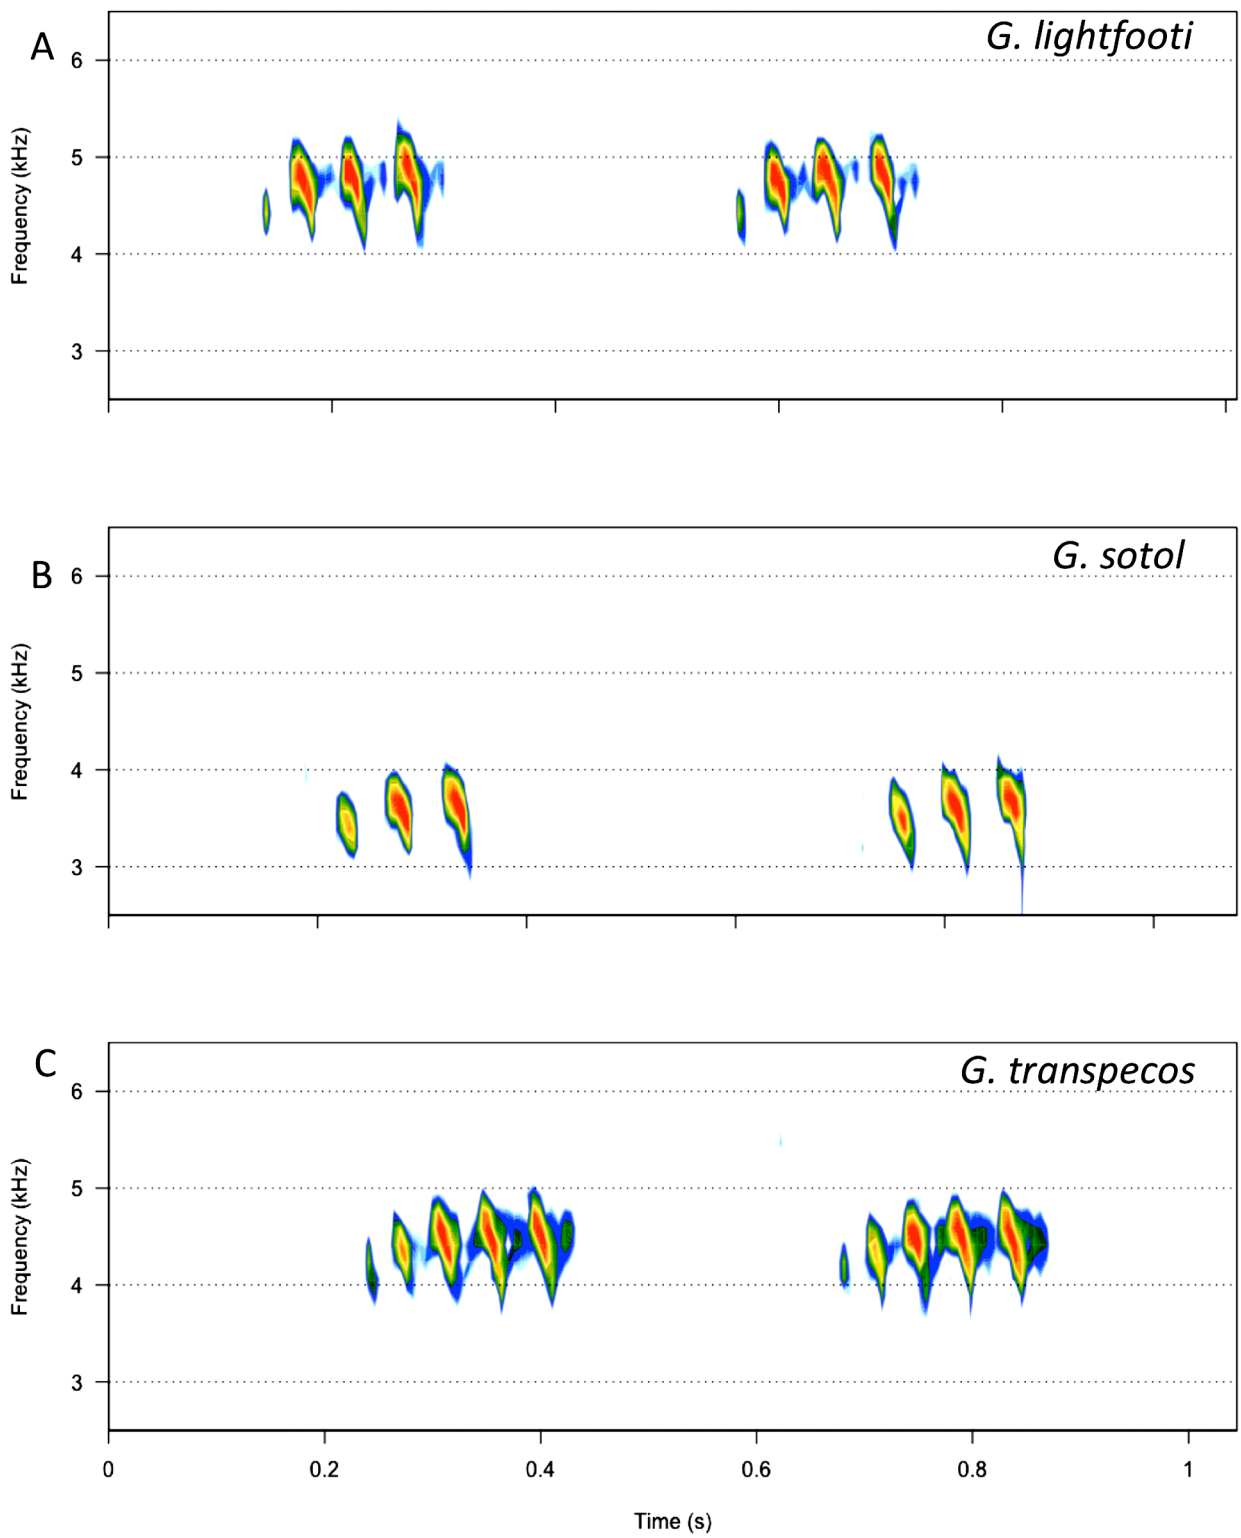 A
G. lightfooti
6
5
4
3
Frequency (kHz)
B
G. sotol
6
5
4
3
Frequency (kHz)
C
G. transpecos
6
5
4
3
Frequency (kHz)
0 0.2 0.4 0.6 0.8 1
Time (s)